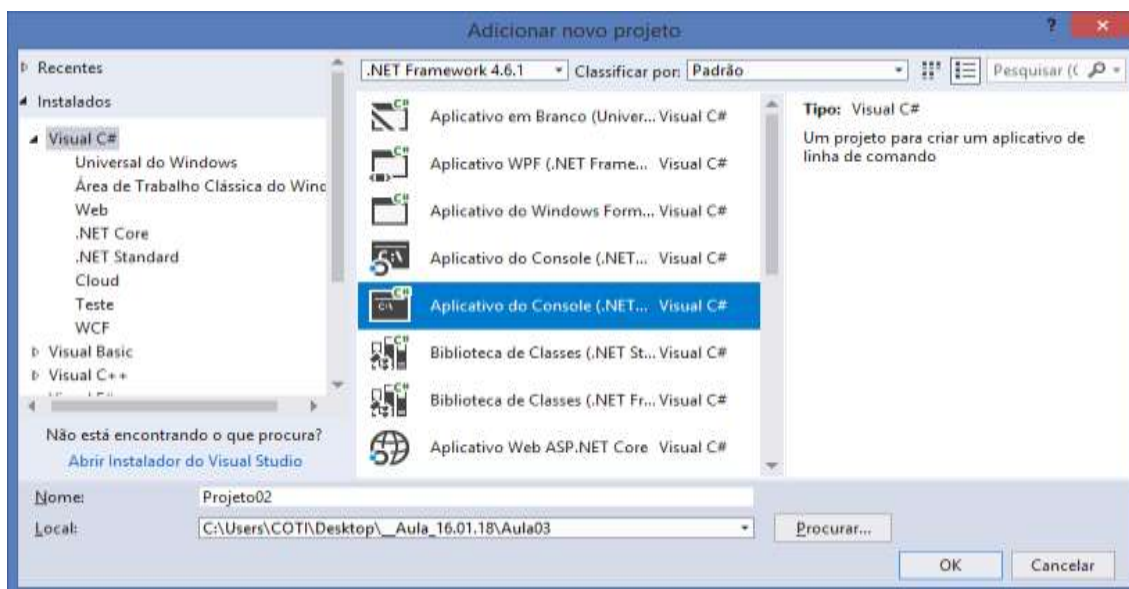 Adicionar novo projeto
?
Recentes
Instalados
Visual C#
Universal do Windows
Área de Trabalho Clássica do Winc
Web
.NET Core
.NET Standard
Cloud
Teste
WCF
Visual Basic
Visual C++
Não está encontrando o que procura?
Abrir Instalador do Visual Studio
.NET Framework 4.6.1 Classificar por: Padrão Pesquisar (C
Aplicativo em Branco (Univer... Visual C#
Aplicativo WPF (.NET Frame... Visual C#
Aplicativo do Windows Form... Visual C#
Aplicativo do Console (.NET... Visual C#
Aplicativo do Console (.NET... Visual C#
Biblioteca de Classes (.NET St... Visual C#
Biblioteca de Classes (.NET Fr... Visual C#
Aplicativo Web ASP.NET Core Visual C#
Tipo: Visual C#
Um projeto para criar um aplicativo de
linha de comando
Nome: Projeto02
Local: C:\Users\COTI\Desktop\__Aula_16.01.18\Aula03 Procurar...
OK Cancelar